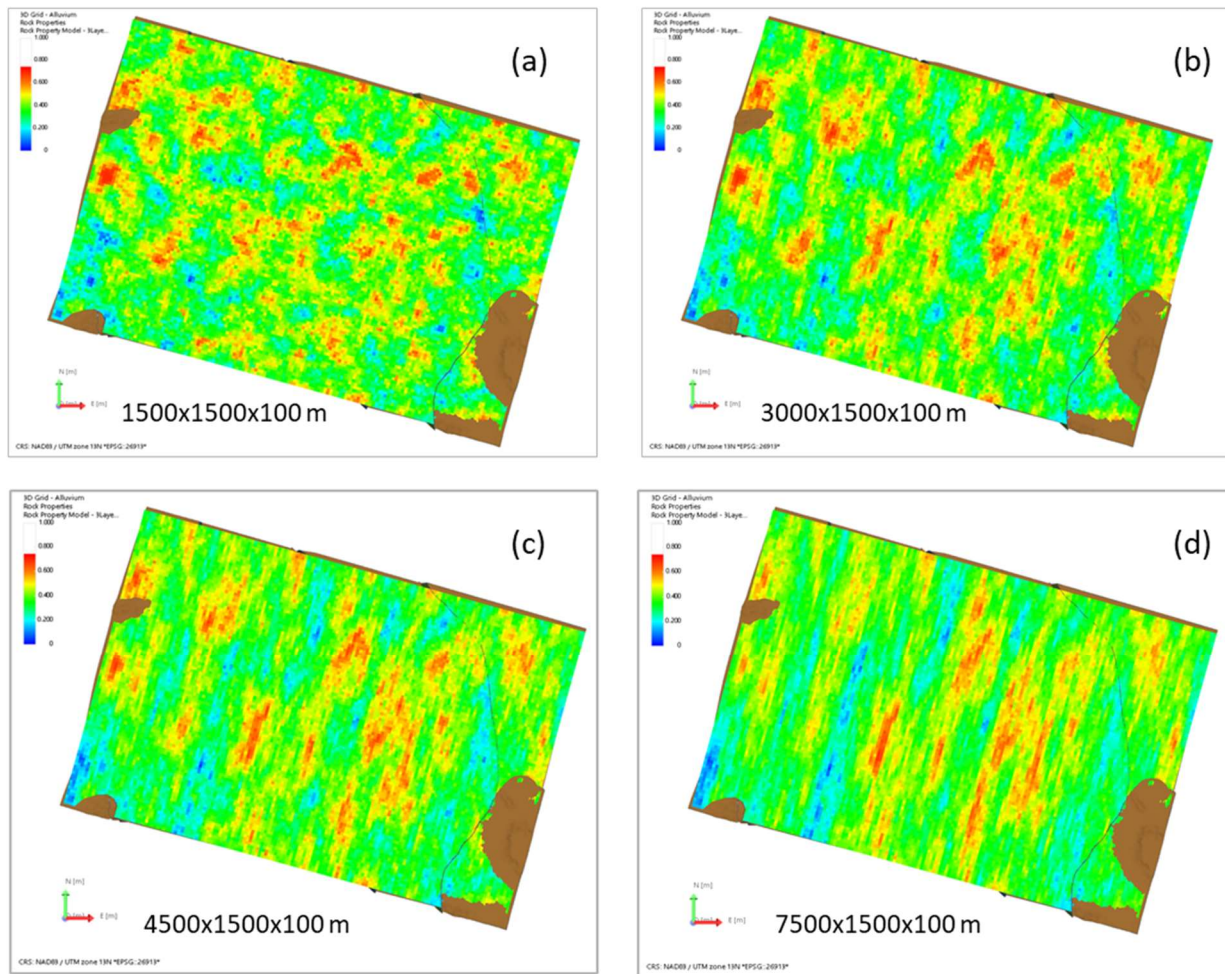 3D Grid - Alluvium
Rock Properties
Rock Property Model - 3Laye...
1.000
0.800
0.600
0.400
0.200
0
(a)
N [m]
E [m]
1500x1500x100 m
CRS: NAD83 / UTM zone 13N *EPSG:26913*
3D Grid - Alluvium
Rock Properties
Rock Property Model - 3Laye...
1.000
0.800
0.600
0.400
0.200
0
(b)
N [m]
E [m]
3000x1500x100 m
CRS: NAD83 / UTM zone 13N *EPSG:26913*
3D Grid - Alluvium
Rock Properties
Rock Property Model - 3Laye...
1.000
0.800
0.600
0.400
0.200
0
(c)
N [m]
E [m]
4500x1500x100 m
CRS: NAD83 / UTM zone 13N *EPSG:26913*
3D Grid - Alluvium
Rock Properties
Rock Property Model - 3Laye...
1.000
0.800
0.600
0.400
0.200
0
(d)
N [m]
E [m]
7500x1500x100 m
CRS: NAD83 / UTM zone 13N *EPSG:26913*